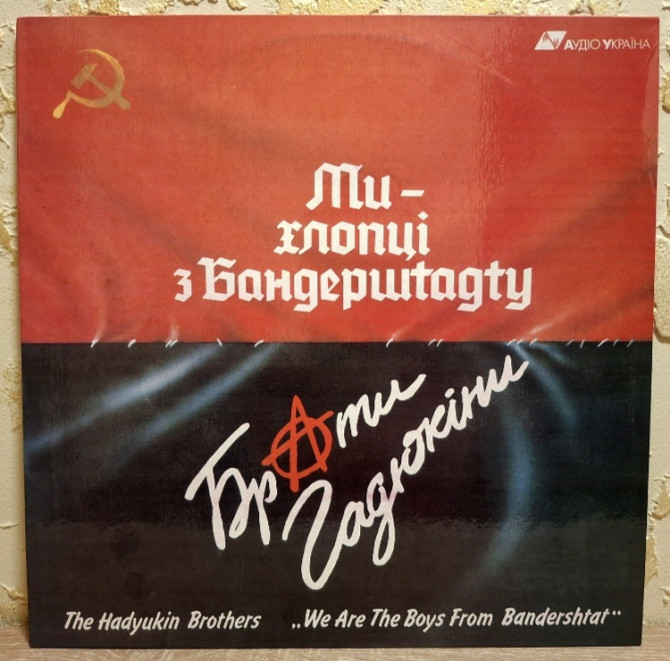 АУДІО УКРАЇНА
Ми –
хлопці
з Бандерштадту
Брати
Гадюкіни
The Hadyukin Brothers „We Are The Boys From Bandershtat“